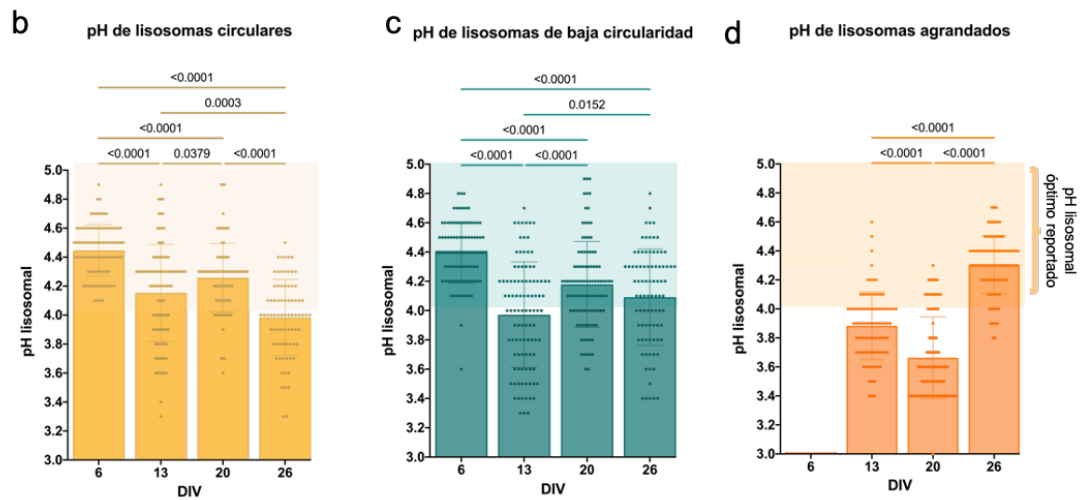 b
pH de lisosomas circulares
<0.0001
0.0003
<0.0001
<0.0001 0.0379 <0.0001
5.0
4.8
4.6
4.4
4.2
4.0
3.8
3.6
3.4
3.2
3.0
pH lisosomal
6 13 20 26
DIV
c
pH de lisosomas de baja circularidad
<0.0001
0.0152
<0.0001
<0.0001 <0.0001
5.0
4.8
4.6
4.4
4.2
4.0
3.8
3.6
3.4
3.2
3.0
pH lisosomal
6 13 20 26
DIV
d
pH de lisosomas agrandados
<0.0001
<0.0001 <0.0001
5.0
4.8
4.6
4.4
4.2
4.0
3.8
3.6
3.4
3.2
3.0
pH lisosomal
6 13 20 26
DIV
pH lisosomal
óptimo reportado